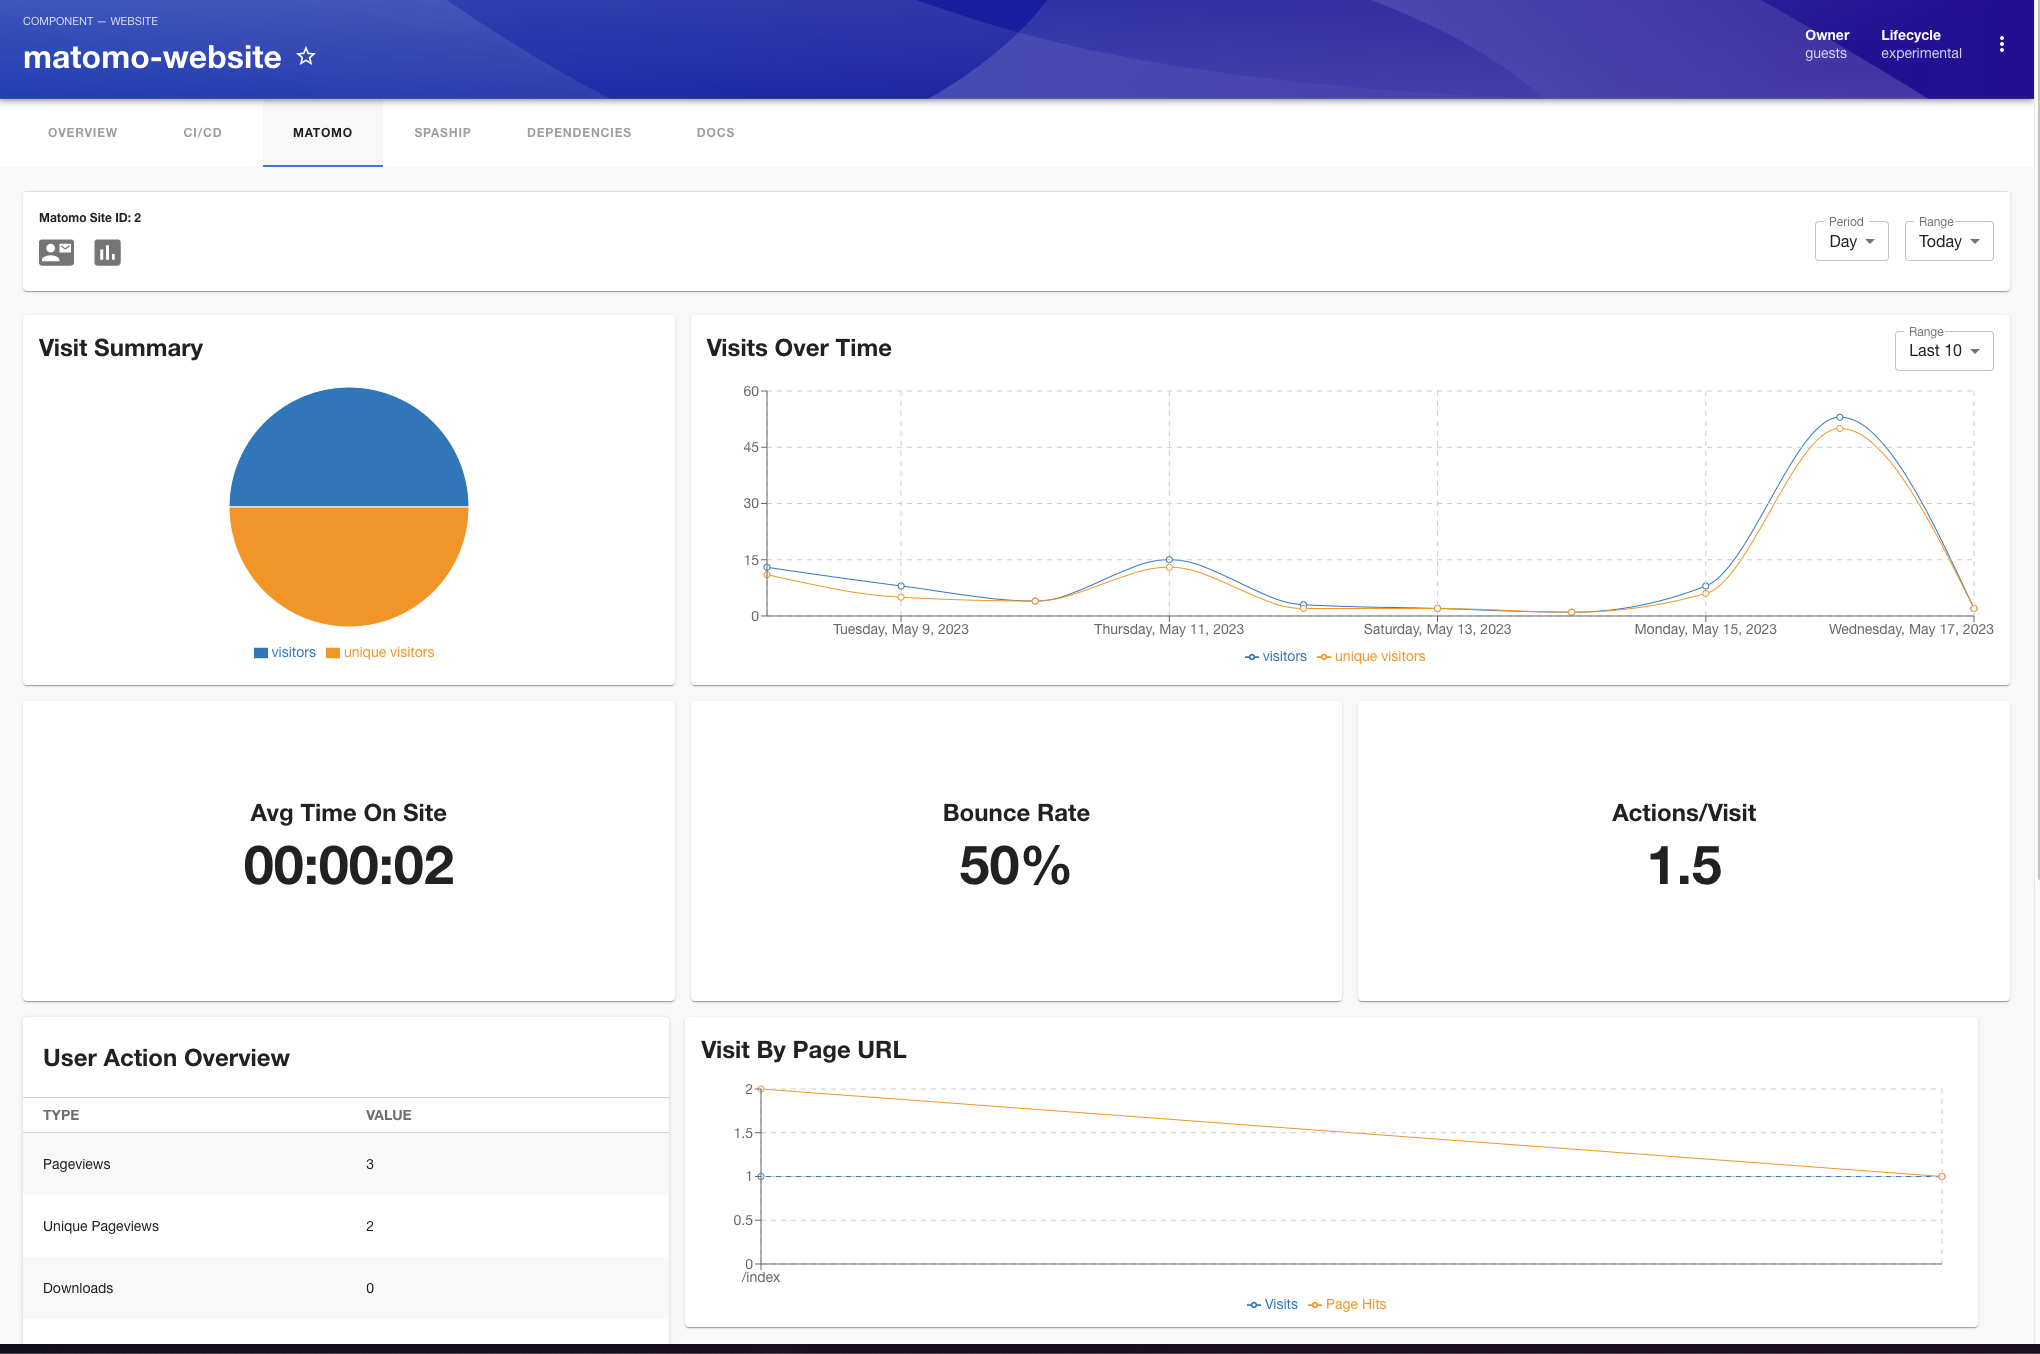 COMPONENT — WEBSITE
matomo-website
Owner
guests
Lifecycle
experimental
OVERVIEW
CI/CD
MATOMO
SPASHIP
DEPENDENCIES
DOCS
Matomo Site ID: 2
Period
Day
Range
Today
Visit Summary
visitors
unique visitors
Visits Over Time
Range
Last 10
60
45
30
15
0
Tuesday, May 9, 2023
Thursday, May 11, 2023
Saturday, May 13, 2023
Monday, May 15, 2023
Wednesday, May 17, 2023
visitors
unique visitors
Avg Time On Site
00:00:02
Bounce Rate
50%
Actions/Visit
1.5
User Action Overview
TYPE VALUE
Pageviews 3
Unique Pageviews 2
Downloads 0
Visit By Page URL
2
1.5
1
0.5
0
/index
Visits
Page Hits